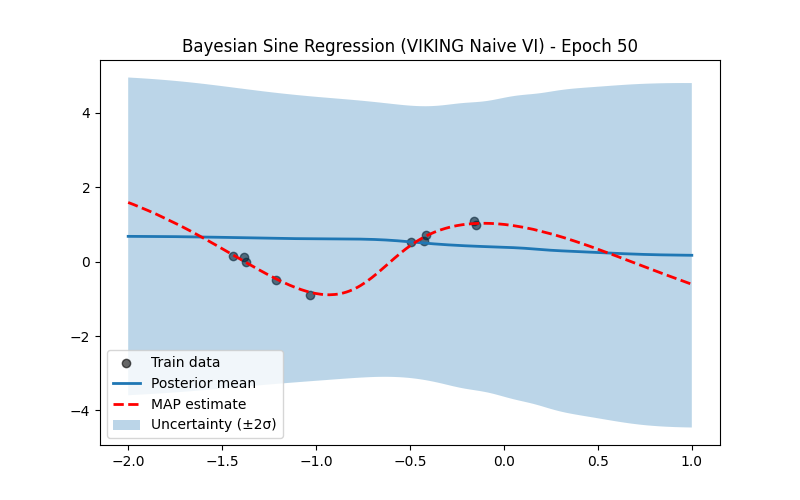 Bayesian Sine Regression (VIKING Naive VI) - Epoch 50
4
2
0
−2
−4
Train data
Posterior mean
MAP estimate
Uncertainty (±2σ)
−2.0 −1.5 −1.0 −0.5 0.0 0.5 1.0